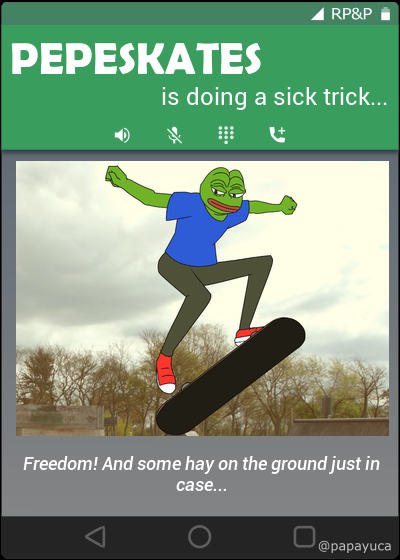 RP&P
PEPESKATES
is doing a sick trick...
Freedom! And some hay on the ground just in
case...
@papayuca